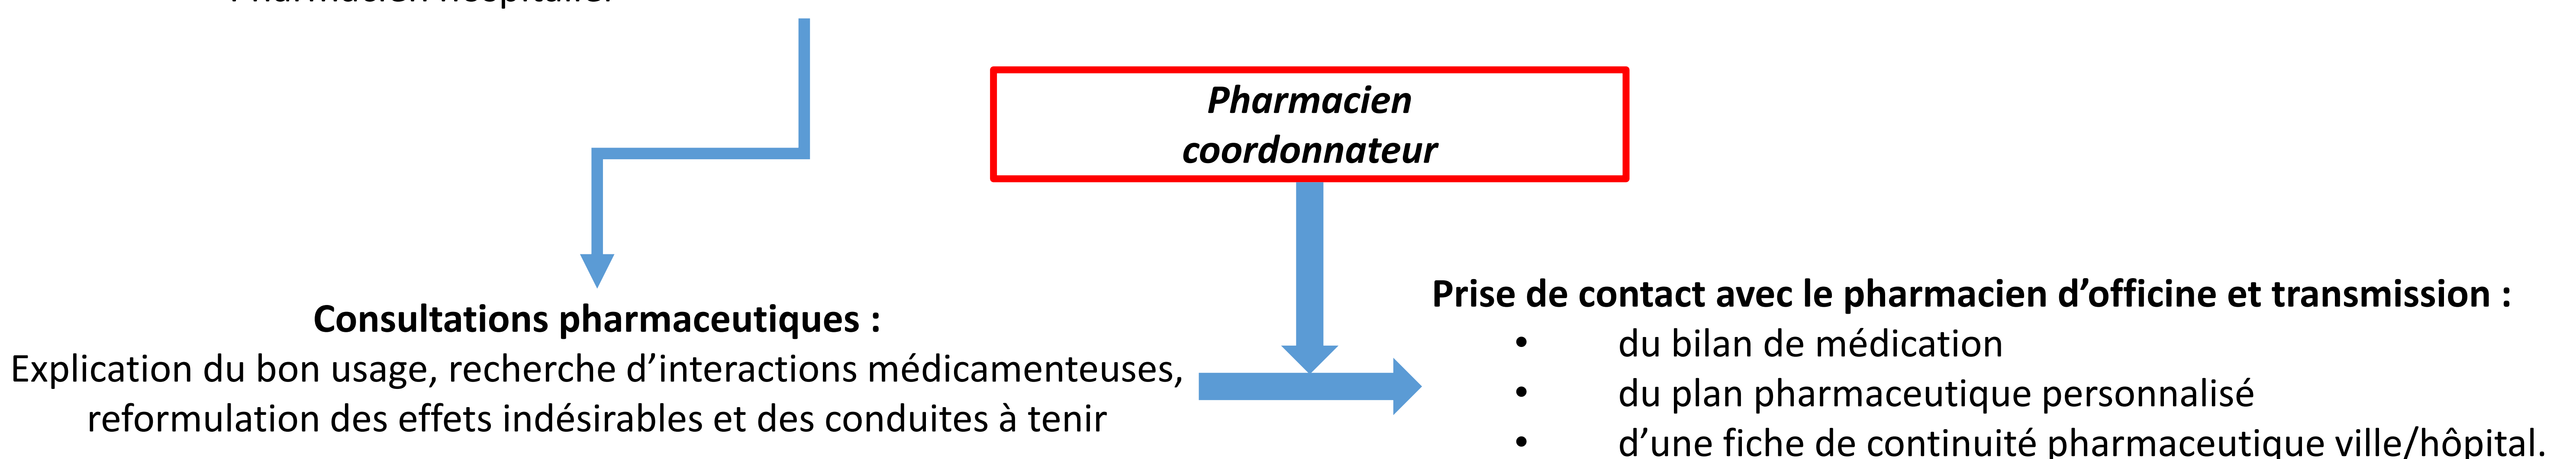 Pharmacien hospitalier
Pharmacien
coordonnateur
Consultations pharmaceutiques :
Explication du bon usage, recherche d’interactions médicamenteuses,
reformulation des effets indésirables et des conduites à tenir
Prise de contact avec le pharmacien d’officine et transmission :
• du bilan de médication
• du plan pharmaceutique personnalisé
• d’une fiche de continuité pharmaceutique ville/hôpital.